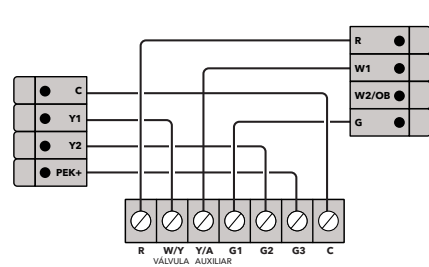 R
W1
W2/OB
G
C
Y1
Y2
PEK+
R W/Y Y/A G1 G2 G3 C
VÁLVULA AUXILIAR